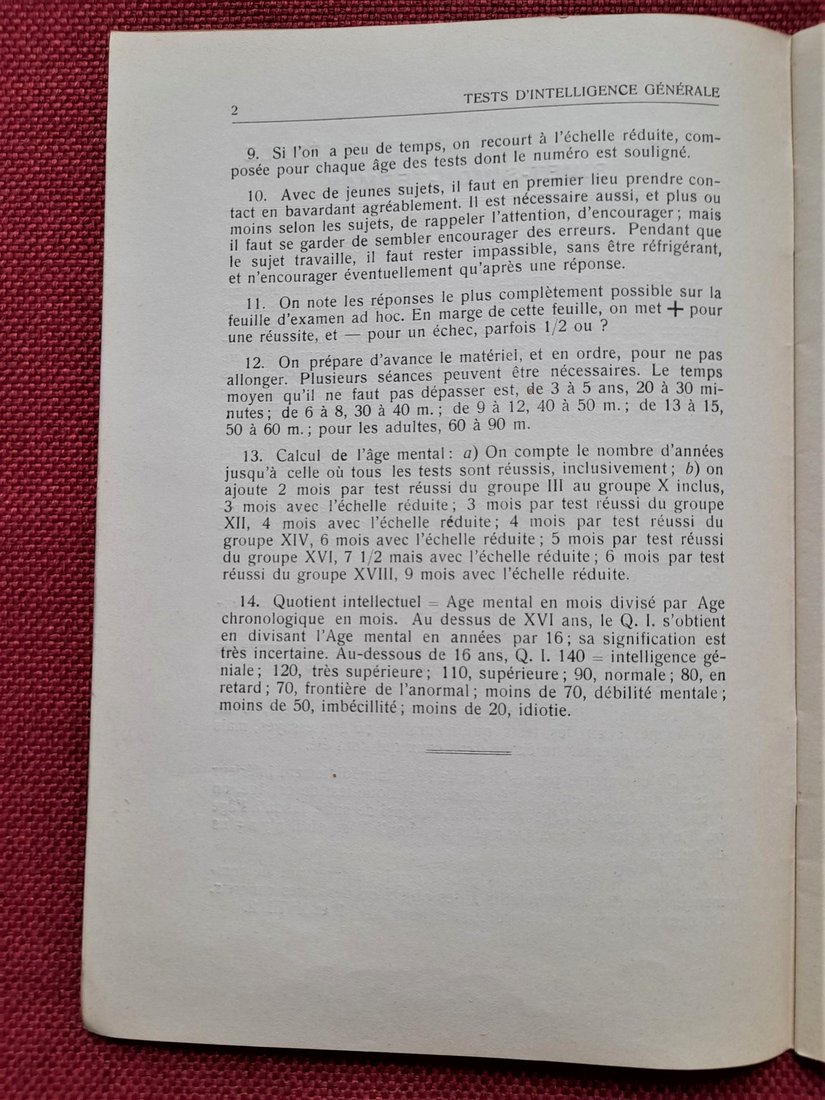 2
TESTS D'INTELLIGENCE GÉNÉRALE
9. Si l'on a peu de temps, on recourt à l'échelle réduite, com-
posée pour chaque âge des tests dont le numéro est souligné.
10. Avec de jeunes sujets, il faut en premier lieu prendre con-
tact en bavardant agréablement. Il est nécessaire aussi, et plus ou
moins selon les sujets, de rappeler l'attention, d'encourager ; mais
il faut se garder de sembler encourager des erreurs. Pendant que
le sujet travaille, il faut rester impassible, sans être réfrigérant,
et n'encourager éventuellement qu'après une réponse.
11. On note les réponses le plus complètement possible sur la
feuille d'examen ad hoc. En marge de cette feuille, on met + pour
une réussite, et — pour un échec, parfois 1/2 ou ?
12. On prépare d'avance le matériel, et en ordre, pour ne pas
allonger. Plusieurs séances peuvent être nécessaires. Le temps
moyen qu'il ne faut pas dépasser est, de 3 à 5 ans, 20 à 30 mi-
nutes ; de 6 à 8, 30 à 40 m. ; de 9 à 12, 40 à 50 m. ; de 13 à 15,
50 à 60 m. ; pour les adultes, 60 à 90 m.
13. Calcul de l'âge mental : a) On compte le nombre d'années
jusqu'à celle où tous les tests sont réussis, inclusivement ; b) on
ajoute 2 mois par test réussi du groupe III au groupe X inclus,
3 mois avec l'échelle réduite ; 3 mois par test réussi du groupe
XII, 4 mois avec l'échelle réduite ; 4 mois par test réussi du
groupe XIV, 6 mois avec l'échelle réduite ; 5 mois par test réussi
du groupe XVI, 7 1/2 mais avec l'échelle réduite ; 6 mois par test
réussi du groupe XVIII, 9 mois avec l'échelle réduite.
14. Quotient intellectuel = Age mental en mois divisé par Age
chronologique en mois. Au dessus de XVI ans, le Q. I. s'obtient
en divisant l'Age mental en années par 16 ; sa signification est
très incertaine. Au-dessous de 16 ans, Q. I. 140 = intelligence gé-
niale ; 120, très supérieure ; 110, supérieure ; 90, normale ; 80, en
retard ; 70, frontière de l'anormal ; moins de 70, débilité mentale ;
moins de 50, imbécillité ; moins de 20, idiotie.